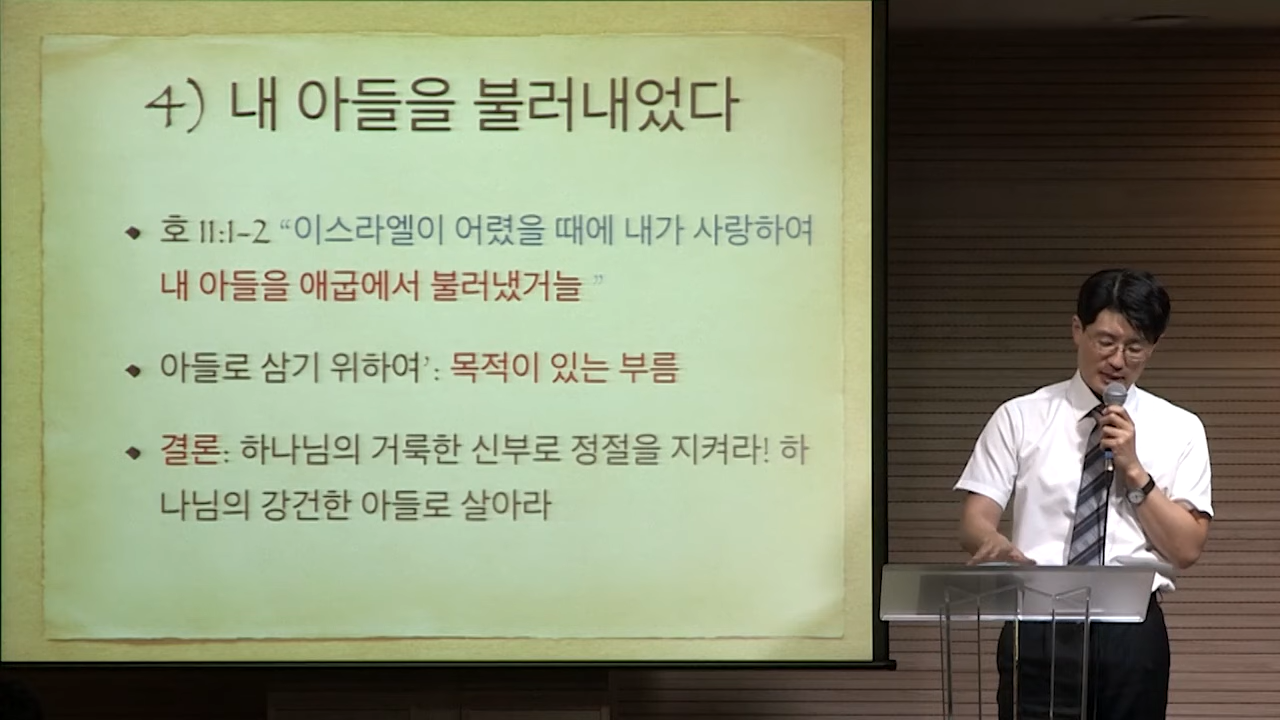 4) 내 아들을 불러내었다
호 11:1-2 “이스라엘이 어렸을 때에 내가 사랑하여
내 아들을 애굽에서 불러냈거늘 ”
아들로 삼기 위하여’: 목적이 있는 부름
결론: 하나님의 거룩한 신부로 정절을 지켜라! 하
나님의 강건한 아들로 살아라